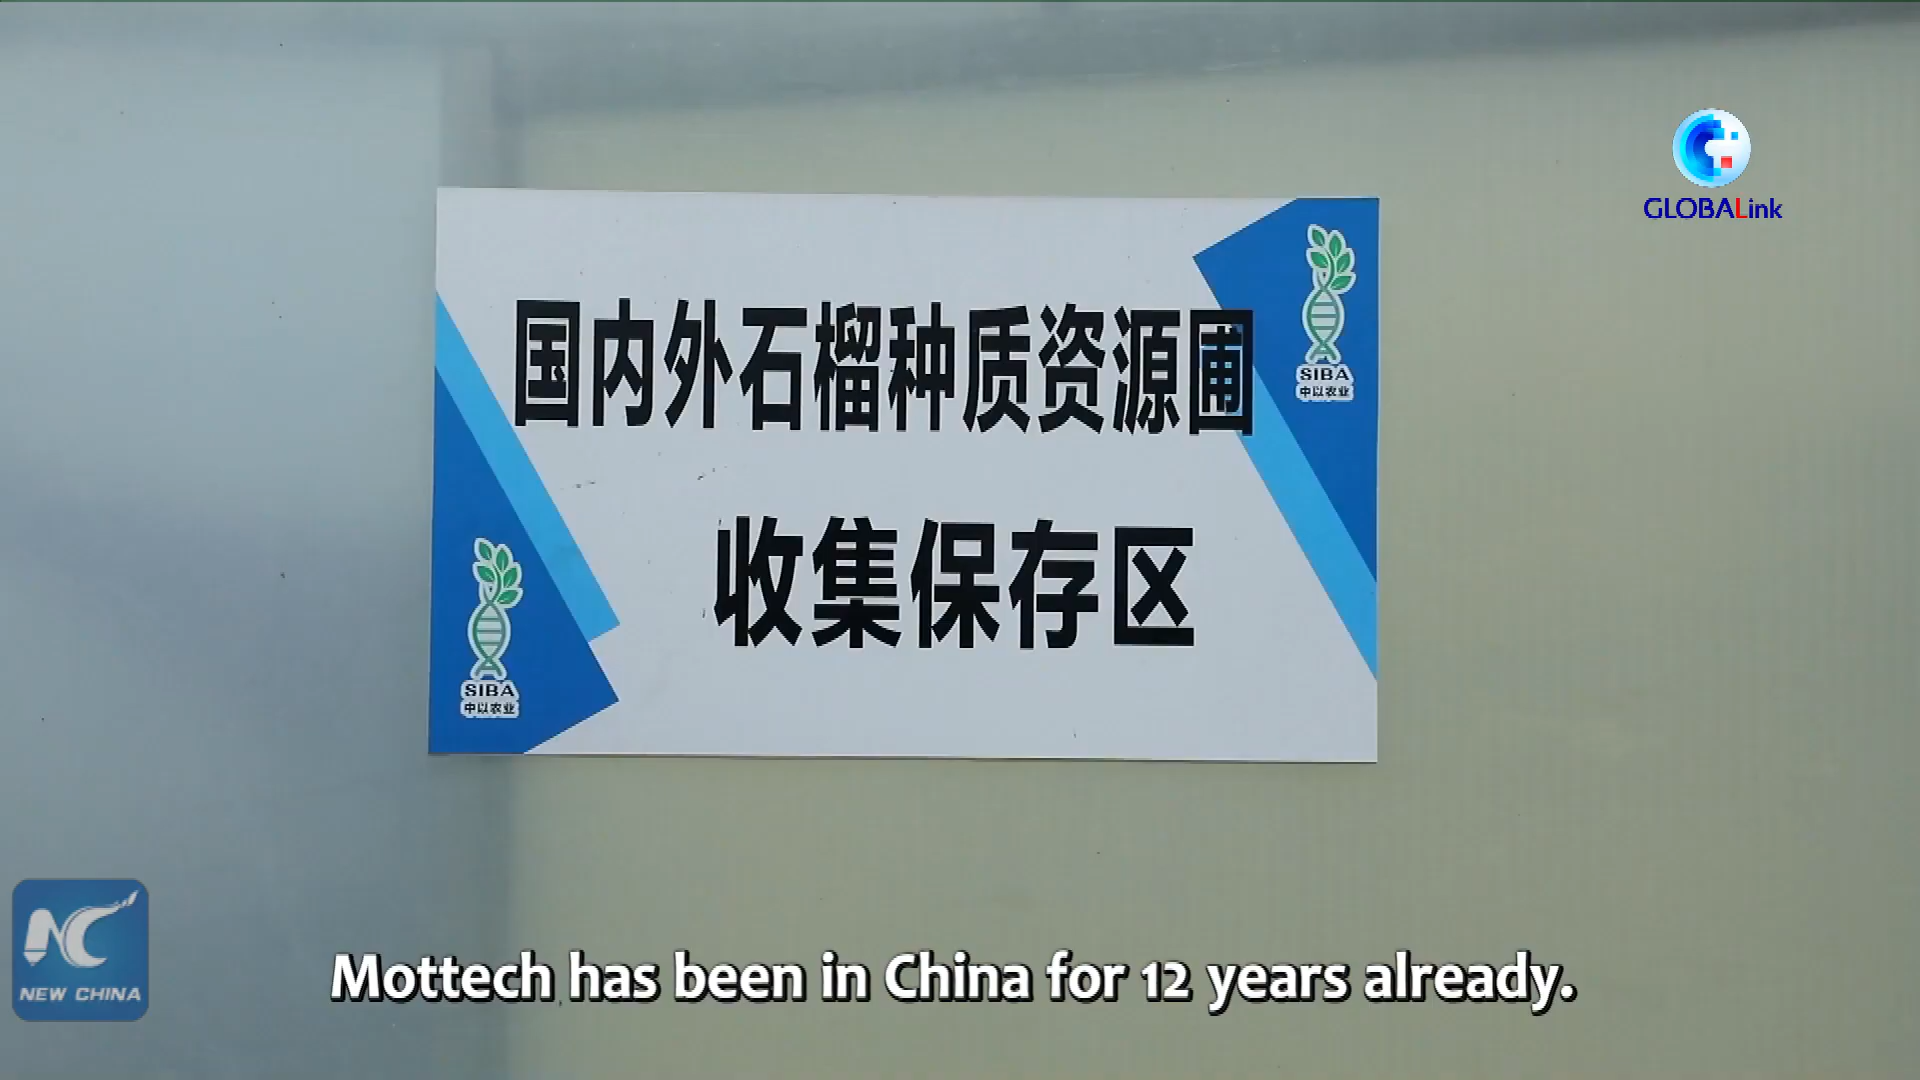 GLOBALink
国内外石榴种质资源圃
收集保存区
SIBA
中以农业
SIBA
中以农业
NC
NEW CHINA
Mottech has been in China for 12 years already.